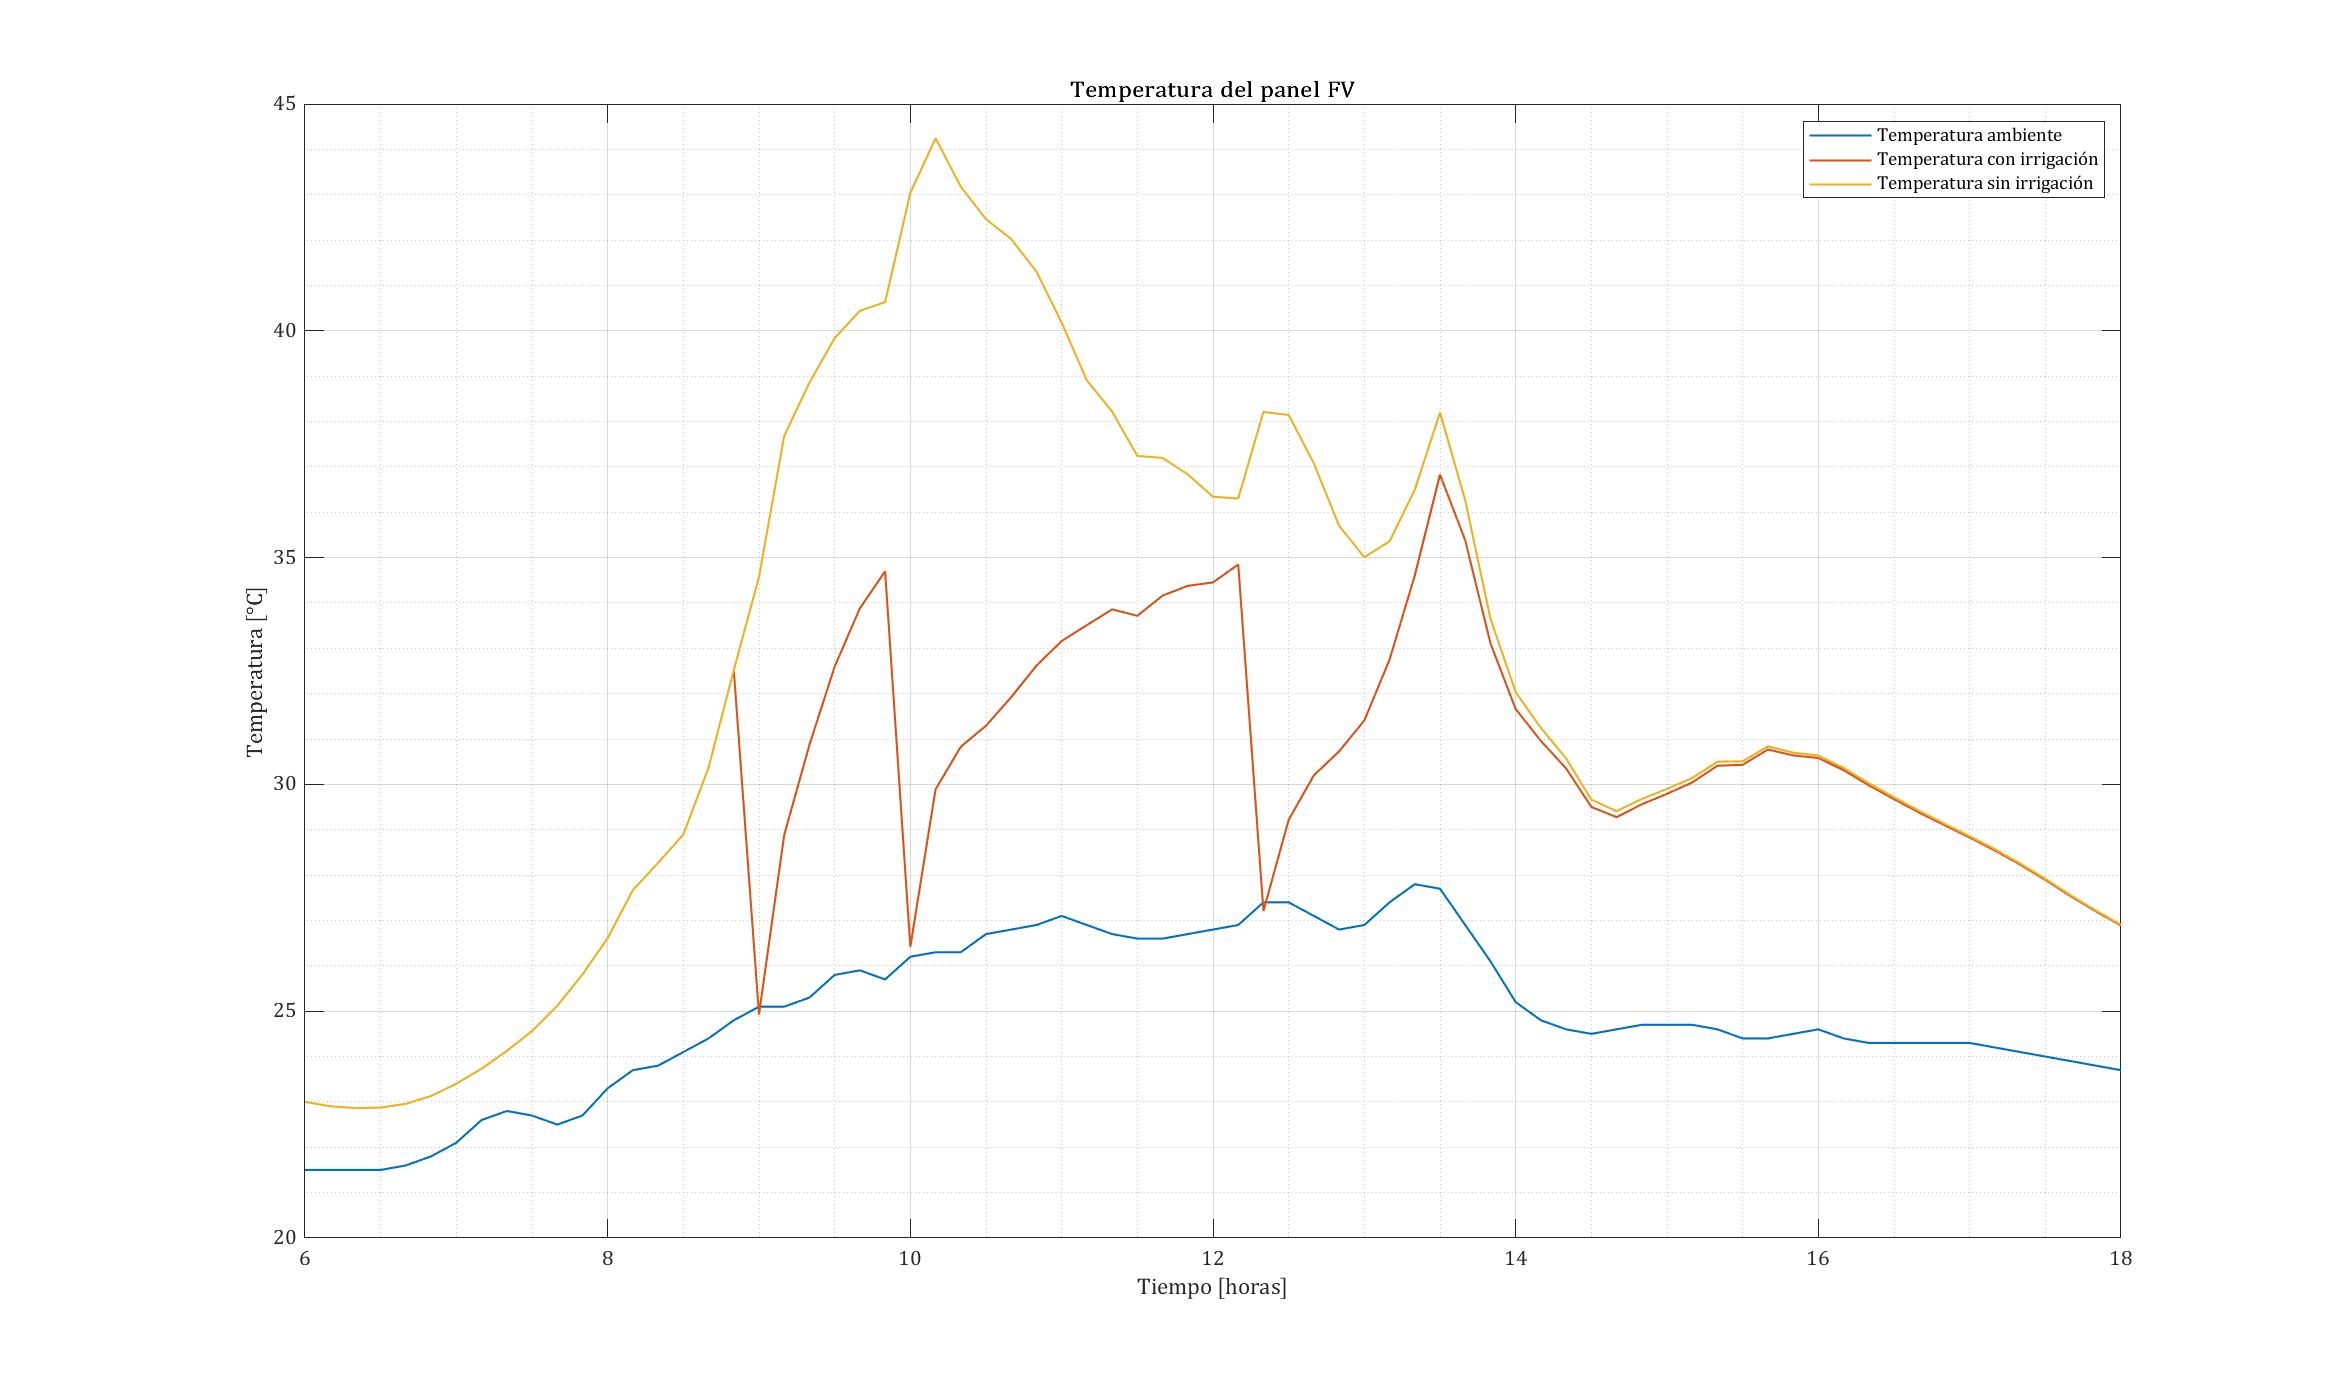 Temperatura del panel FV
Temperatura ambiente
Temperatura con irrigación
Temperatura sin irrigación
Temperatura [°C]
45
40
35
30
25
20
6 8 10 12 14 16 18
Tiempo [horas]